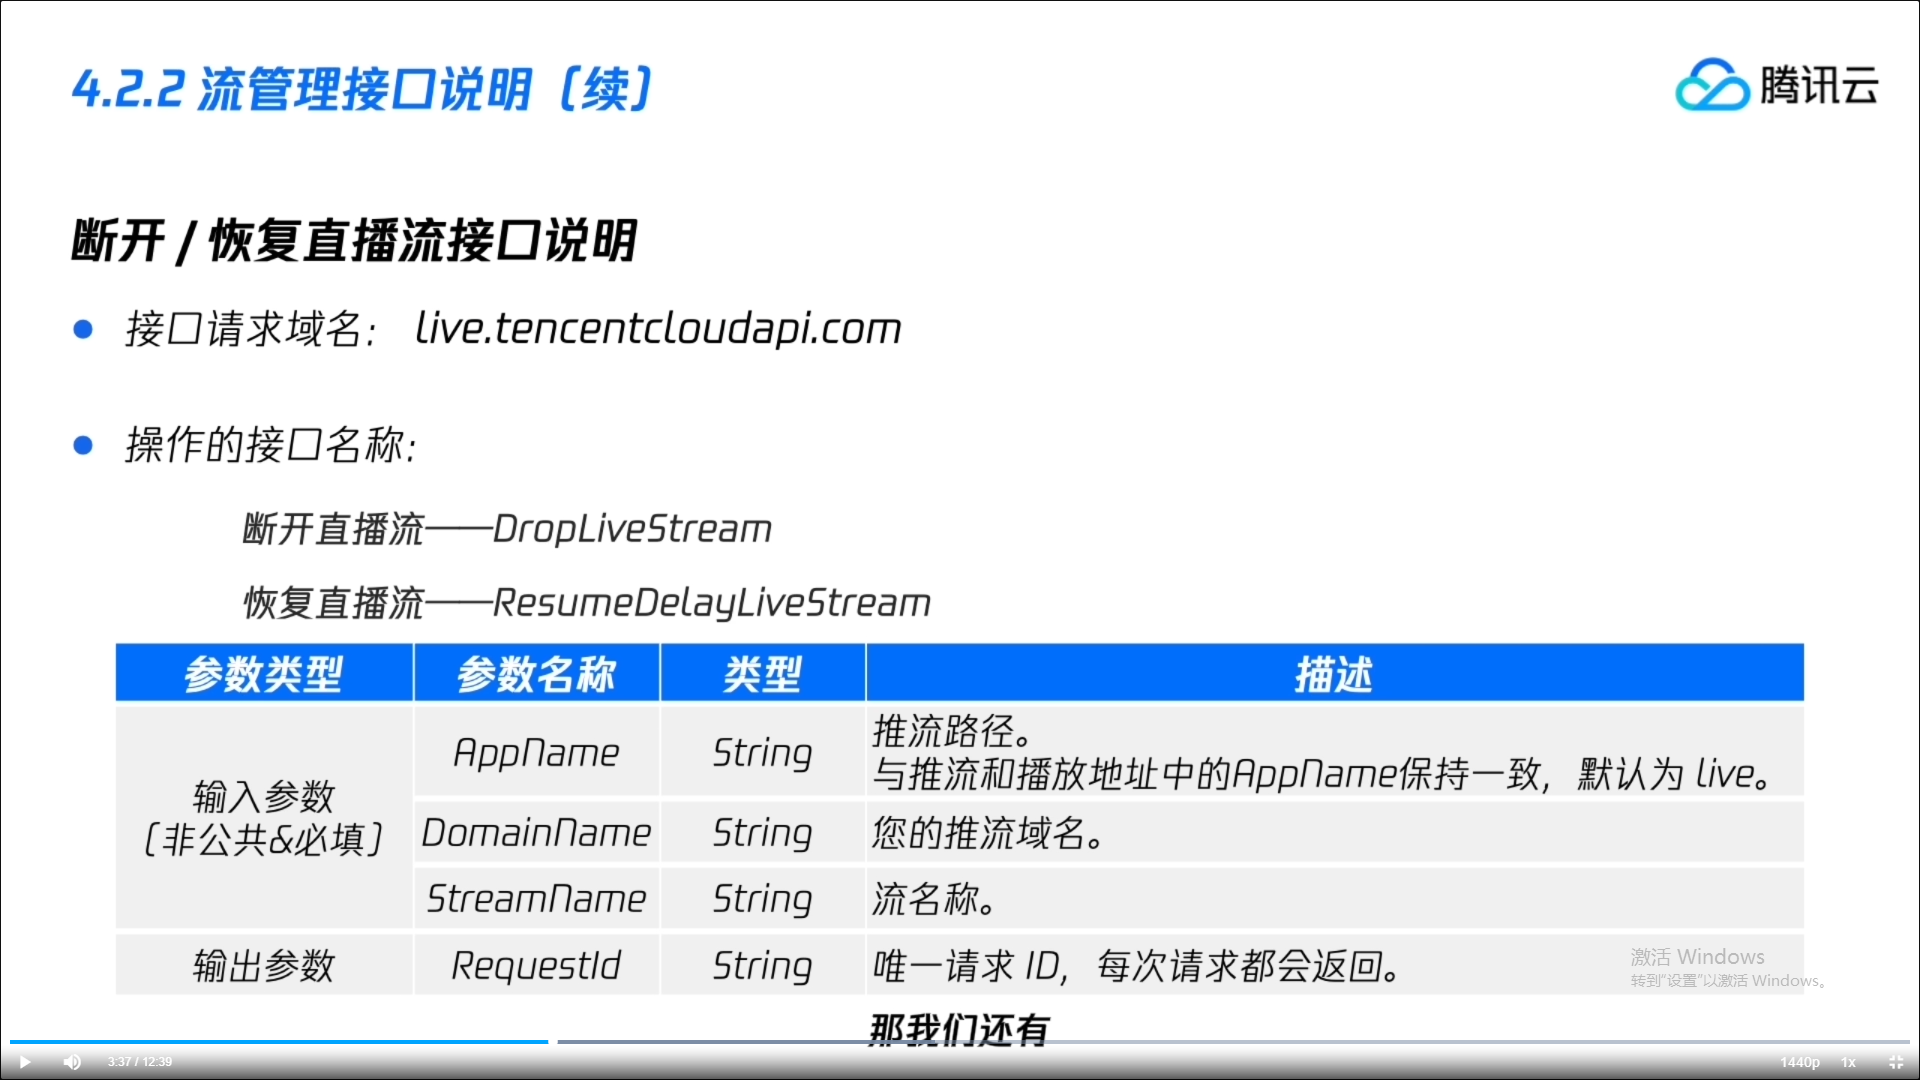 4.2.2 流管理接口说明（续）
腾讯云
断开 / 恢复直播流接口说明
接口请求域名： live.tencentcloudapi.com
操作的接口名称：
断开直播流——DropLiveStream
恢复直播流——ResumeDelayLiveStream
参数类型 参数名称 类型 描述
输入参数
（非公共&必填）
AppName String 推流路径。
与推流和播放地址中的AppName保持一致，默认为 live。
DomainName String 您的推流域名。
StreamName String 流名称。
输出参数 RequestId String 唯一请求 ID，每次请求都会返回。
激活 Windows
转到“设置”以激活 Windows。
那我们还有
3:37 / 12:39 1440p 1x